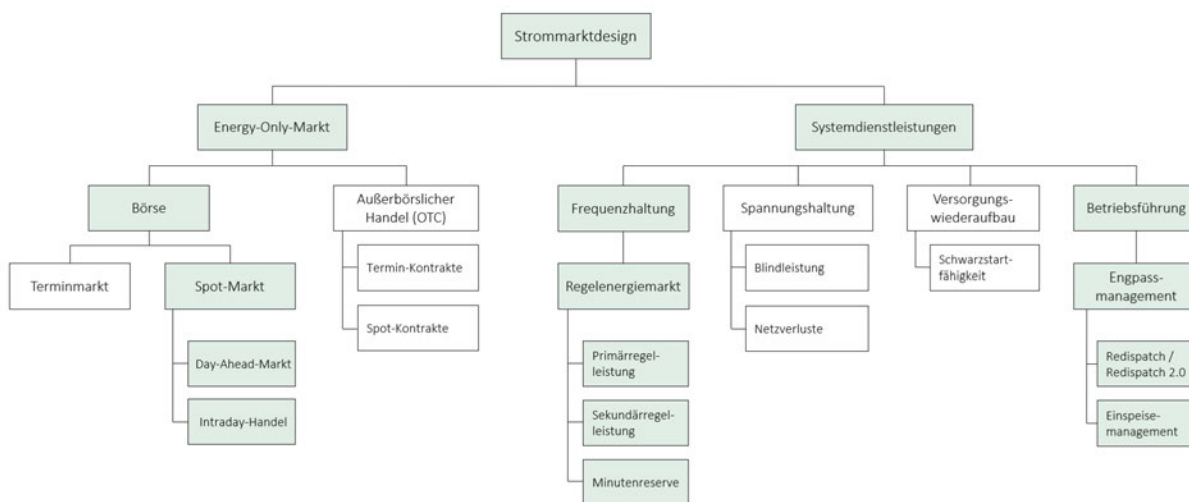 Strommarktdesign
Energy-Only-Markt
Systemdienstleistungen
Börse
Außerbörslicher
Handel (OTC)
Frequenzhaltung
Spannungshaltung
Versorgungs-
wiederaufbau
Betriebsführung
Terminmarkt
Spot-Markt
Termin-Kontrakte
Spot-Kontrakte
Day-Ahead-Markt
Intraday-Handel
Regelenergiemarkt
Primärregel-
leistung
Sekundärregel-
leistung
Minutenreserve
Blindleistung
Netzverluste
Schwarzstart-
fähigkeit
Engpass-
management
Redispatch /
Redispatch 2.0
Einspeise-
management